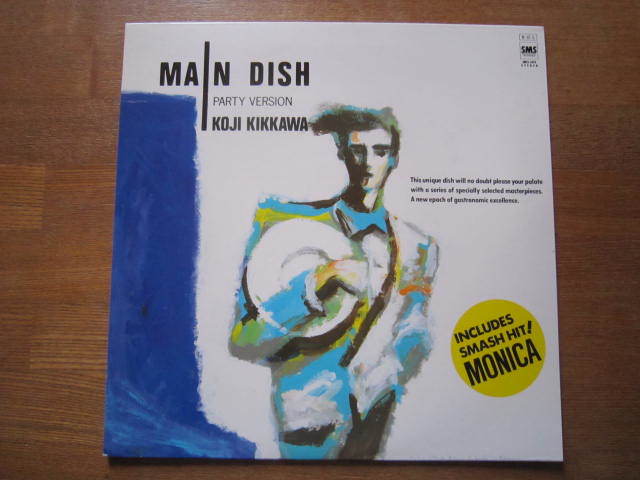 MAIN DISH
PARTY VERSION
KOJI KIKKAWA
SMS
STEREO
This unique dish will no doubt please your palate
with a series of specially selected masterpieces.
A new epoch of gastronomic excellence.
INCLUDES
SMASH HIT!
MONICA